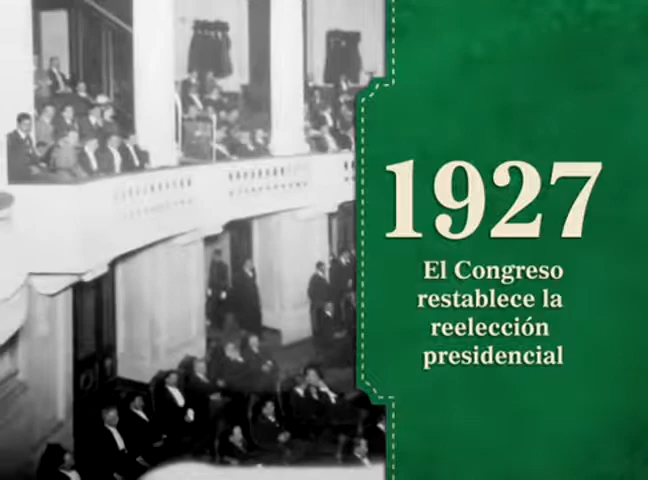 1927
El Congreso
restablece la
reelección
presidencial